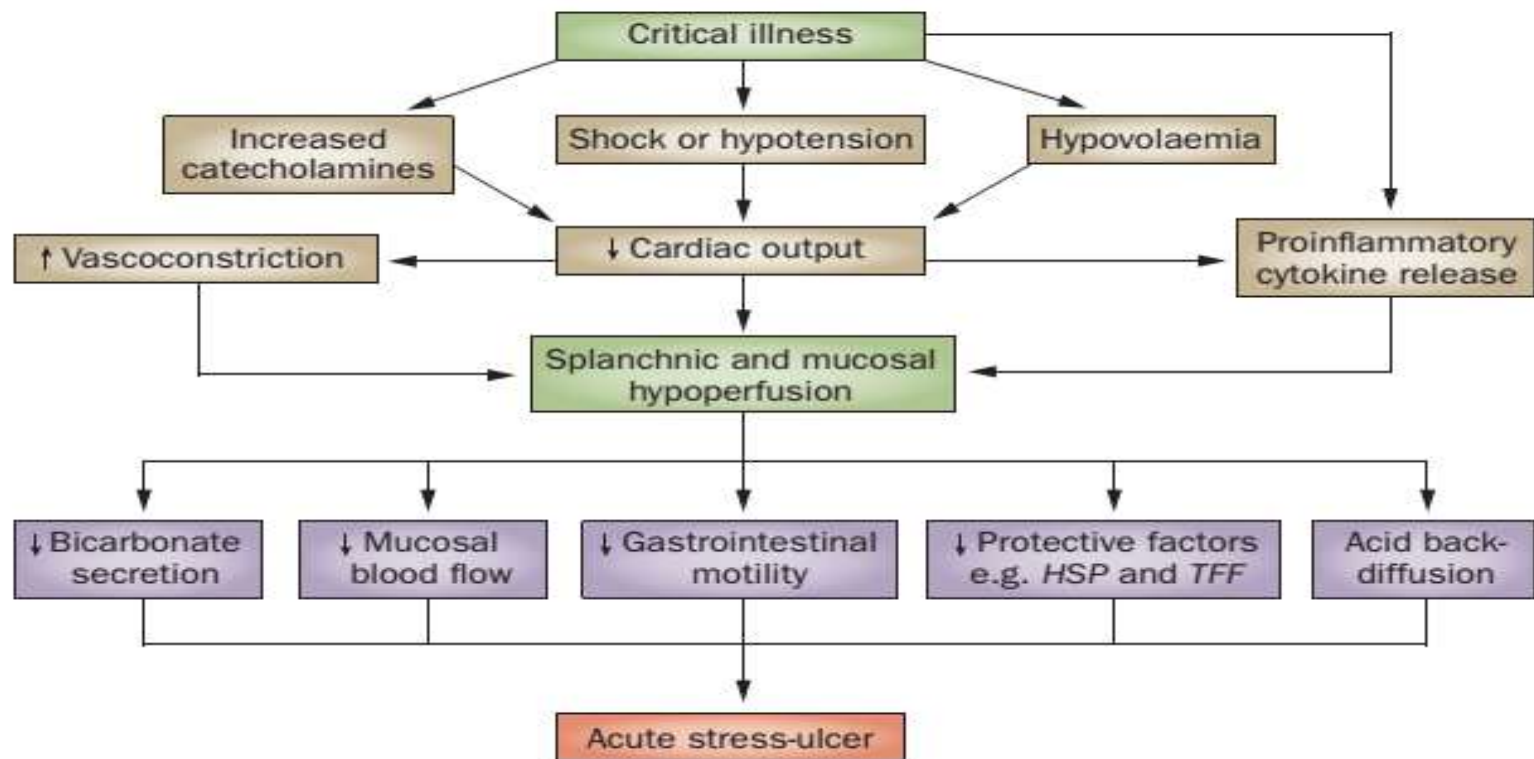 Critical illness
Increased
catecholamines
Shock or hypotension
Hypovolaemia
↑ Vascoconstriction
↓ Cardiac output
Proinflammatory
cytokine release
Splanchnic and mucosal
hypoperfusion
↓ Bicarbonate
secretion
↓ Mucosal
blood flow
↓ Gastrointestinal
motility
↓ Protective factors
e.g. HSP and TFF
Acid back-
diffusion
Acute stress-ulcer